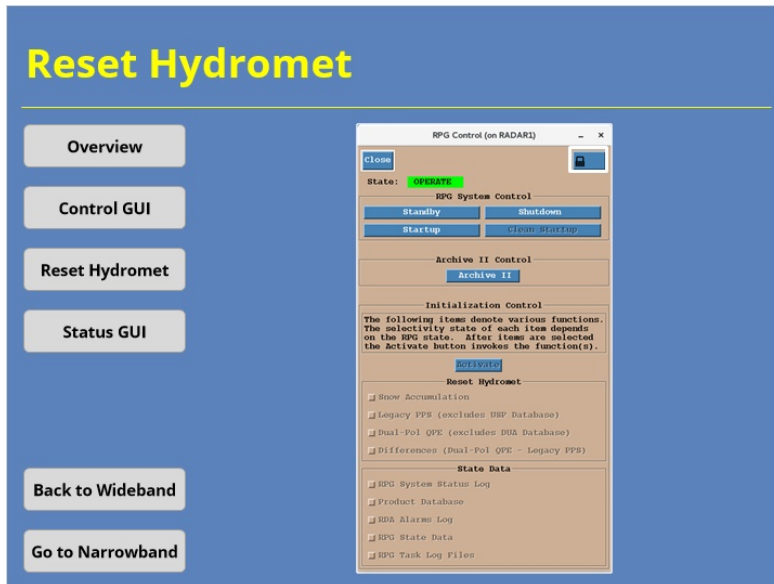 Reset Hydromet
Overview
Control GUI
Reset Hydromet
Status GUI
Back to Wideband
Go to Narrowband
RPG Control (on RADAR1)
Close
State: OPERATE
RPG System Control
Standby Shutdown
Startup Clean Startup
Archive II Control
Archive II
Initialization Control
The following items denote various functions.
The selectivity state of each item depends
on the RPG state. After items are selected
the Activate button invokes the function(s).
Activate
Reset Hydromet
Snow Accumulation
Legacy PPS (excludes USP Database)
Dual-Pol QPE (excludes DUA Database)
Differences (Dual-Pol QPE - Legacy PPS)
State Data
RPG System Status Log
Product Database
RDA Alarms Log
RPG State Data
RPG Task Log Files